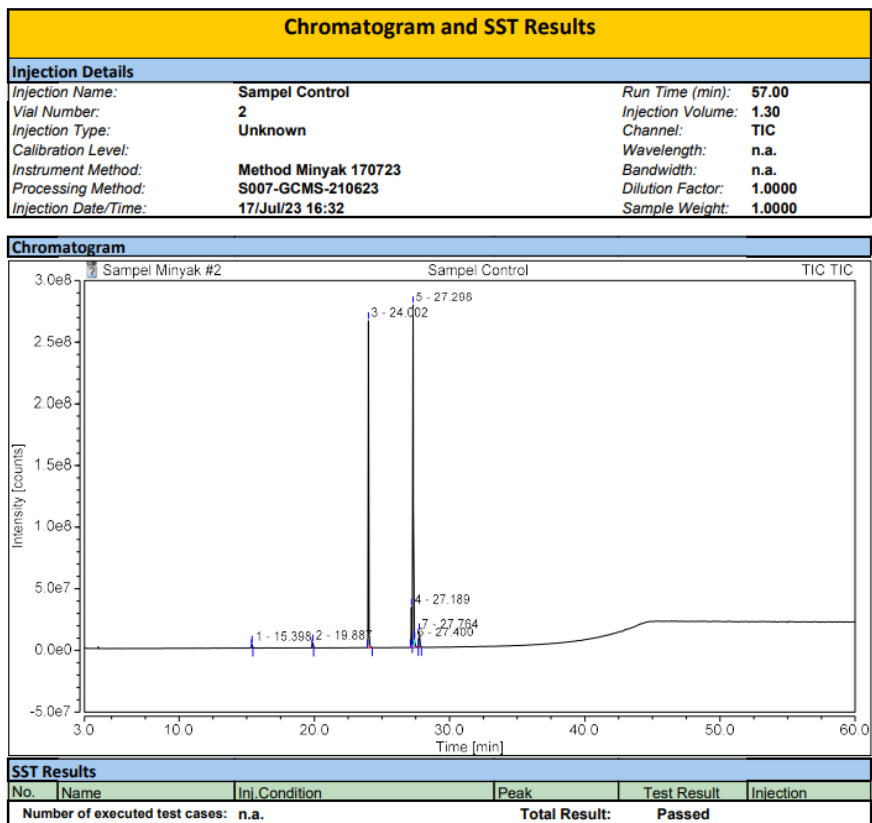 Chromatogram and SST Results
Injection Details
Injection Name: Sampel Control Run Time (min): 57.00
Vial Number: 2 Injection Volume: 1.30
Injection Type: Unknown Channel: TIC
Calibration Level: Wavelength: n.a.
Instrument Method: Method Minyak 170723 Bandwidth: n.a.
Processing Method: S007-GCMS-210623 Dilution Factor: 1.0000
Injection Date/Time: 17/Jul/23 16:32 Sample Weight: 1.0000
Chromatogram
Sampel Minyak #2 Sampel Control TIC TIC
3.0e8
5 - 27.298
3 - 24.002
2.5e8
2.0e8
1.5e8
1.0e8
5.0e7
4 - 27.189
7 - 27.764
1 - 15.398 2 - 19.887 6 - 27.400
0.0e0
-5.0e7
Intensity [counts]
3.0 10.0 20.0 30.0 40.0 50.0 60.0
Time [min]
SST Results
No. Name Inj.Condition Peak Test Result Injection
Number of executed test cases: n.a. Total Result: Passed